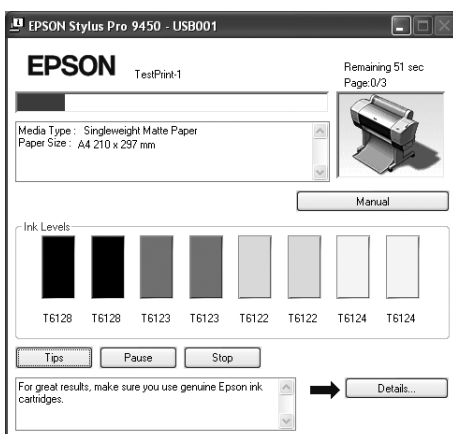 EPSON Stylus Pro 9450 - USB001
EPSON TestPrint-1
Remaining 51 sec
Page:0/3
Media Type : Singleweight Matte Paper
Paper Size : A4 210 x 297 mm
Manual
Ink Levels
T6128 T6128 T6123 T6123 T6122 T6122 T6124 T6124
Tips Pause Stop
For great results, make sure you use genuine Epson ink
cartridges.
Details...